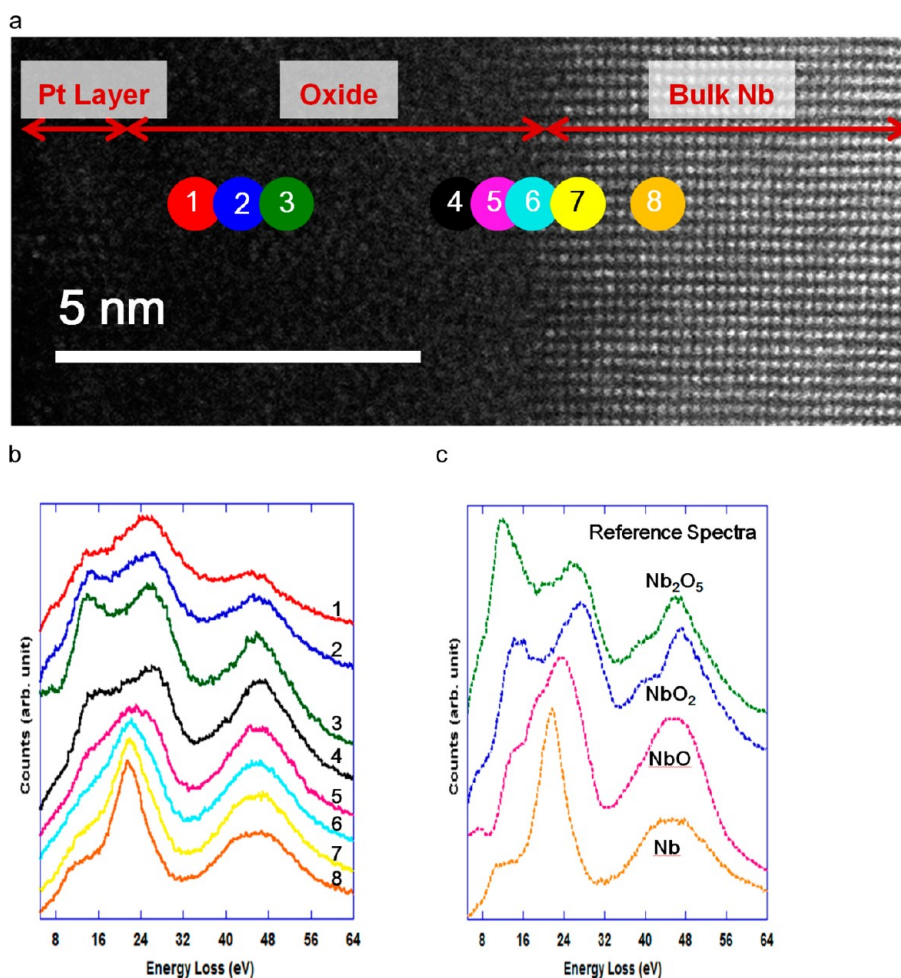 a
Pt Layer Oxide Bulk Nb
1 2 3 4 5 6 7 8
5 nm
b
1
2
3
4
5
6
7
8
Counts (arb. unit)
8 16 24 32 40 48 56 64
Energy Loss (eV)
c
Reference Spectra
Nb₂O₅
NbO₂
NbO
Nb
Counts (arb. unit)
8 16 24 32 40 48 56 64
Energy Loss (eV)